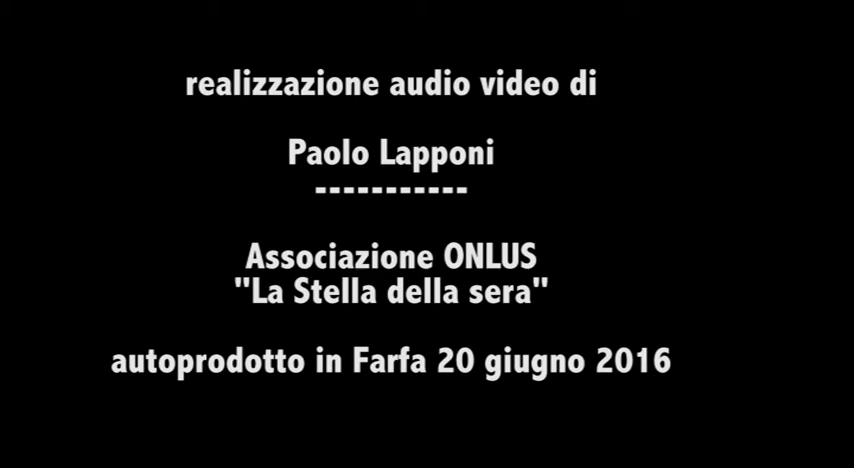 realizzazione audio video di
Paolo Lapponi
-----------
Associazione ONLUS
"La Stella della sera"
autoprodotto in Farfa 20 giugno 2016